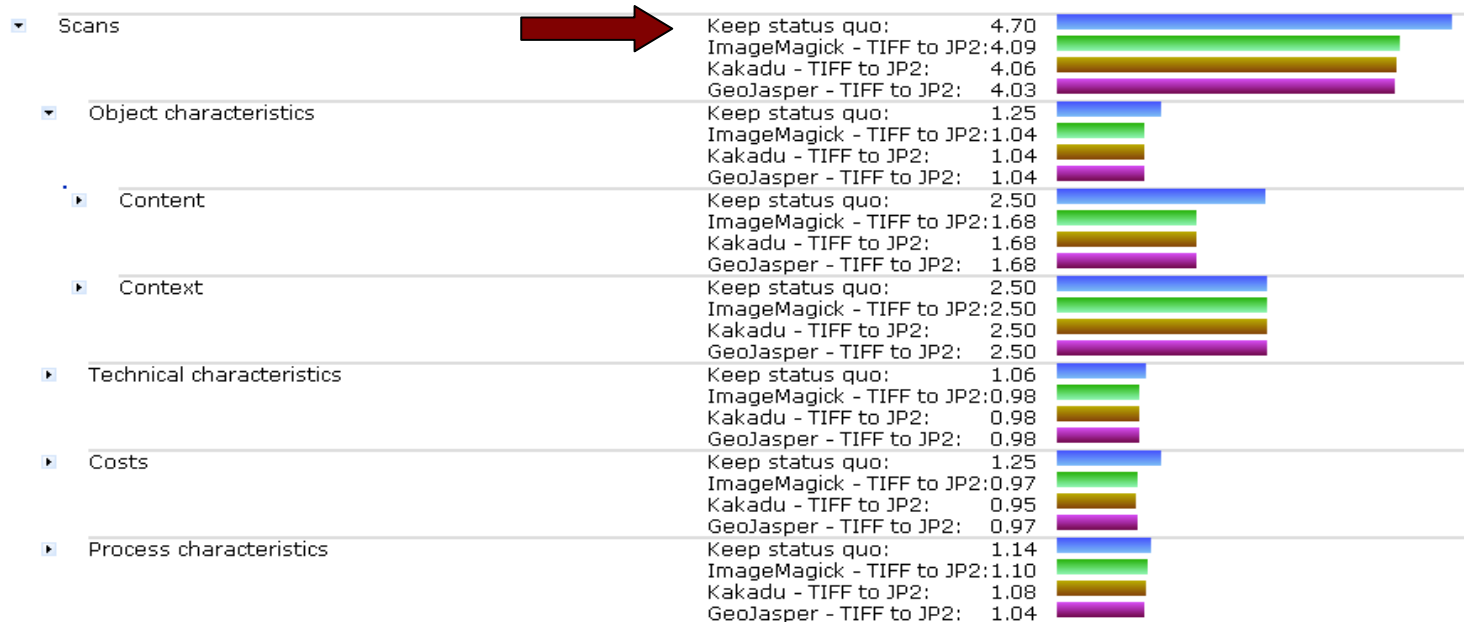 Scans Keep status quo: 4.70
ImageMagick - TIFF to JP2:4.09
Kakadu - TIFF to JP2: 4.06
GeoJasper - TIFF to JP2: 4.03
Object characteristics Keep status quo: 1.25
ImageMagick - TIFF to JP2:1.04
Kakadu - TIFF to JP2: 1.04
GeoJasper - TIFF to JP2: 1.04
Content Keep status quo: 2.50
ImageMagick - TIFF to JP2:1.68
Kakadu - TIFF to JP2: 1.68
GeoJasper - TIFF to JP2: 1.68
Context Keep status quo: 2.50
ImageMagick - TIFF to JP2:2.50
Kakadu - TIFF to JP2: 2.50
GeoJasper - TIFF to JP2: 2.50
Technical characteristics Keep status quo: 1.06
ImageMagick - TIFF to JP2:0.98
Kakadu - TIFF to JP2: 0.98
GeoJasper - TIFF to JP2: 0.98
Costs Keep status quo: 1.25
ImageMagick - TIFF to JP2:0.97
Kakadu - TIFF to JP2: 0.95
GeoJasper - TIFF to JP2: 0.97
Process characteristics Keep status quo: 1.14
ImageMagick - TIFF to JP2:1.10
Kakadu - TIFF to JP2: 1.08
GeoJasper - TIFF to JP2: 1.04